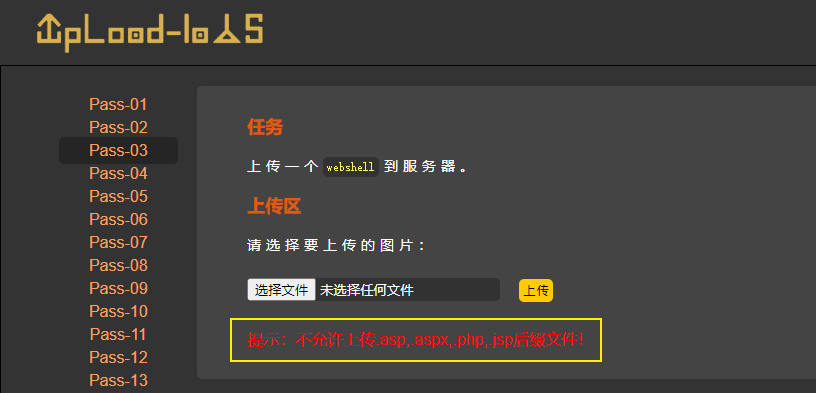 UpLoad-labS
Pass-01
Pass-02
Pass-03
Pass-04
Pass-05
Pass-06
Pass-07
Pass-08
Pass-09
Pass-10
Pass-11
Pass-12
Pass-13
任务
上传一个 webshell 到服务器。
上传区
请选择要上传的图片：
选择文件 未选择任何文件 上传
提示：不允许上传.asp,.aspx,.php,.jsp后缀文件！